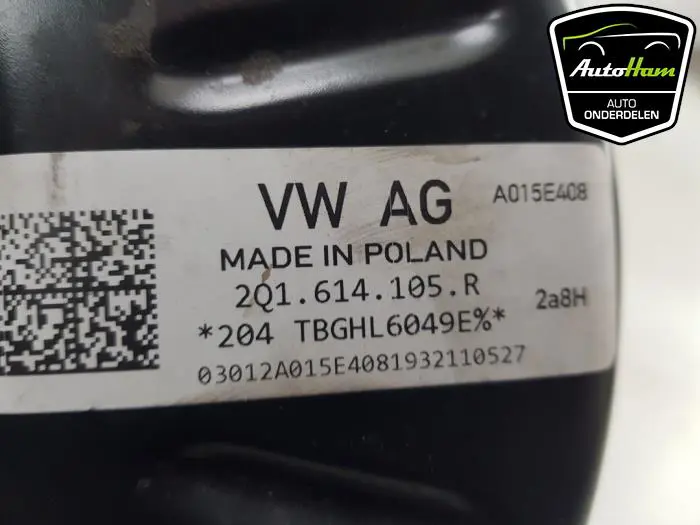 AutoHam
AUTO
ONDERDELEN
VW AG
A015E408
MADE IN POLAND
2Q1.614.105.R
2a8H
*204 TBGHL6049E%*
03012A015E4081932110527